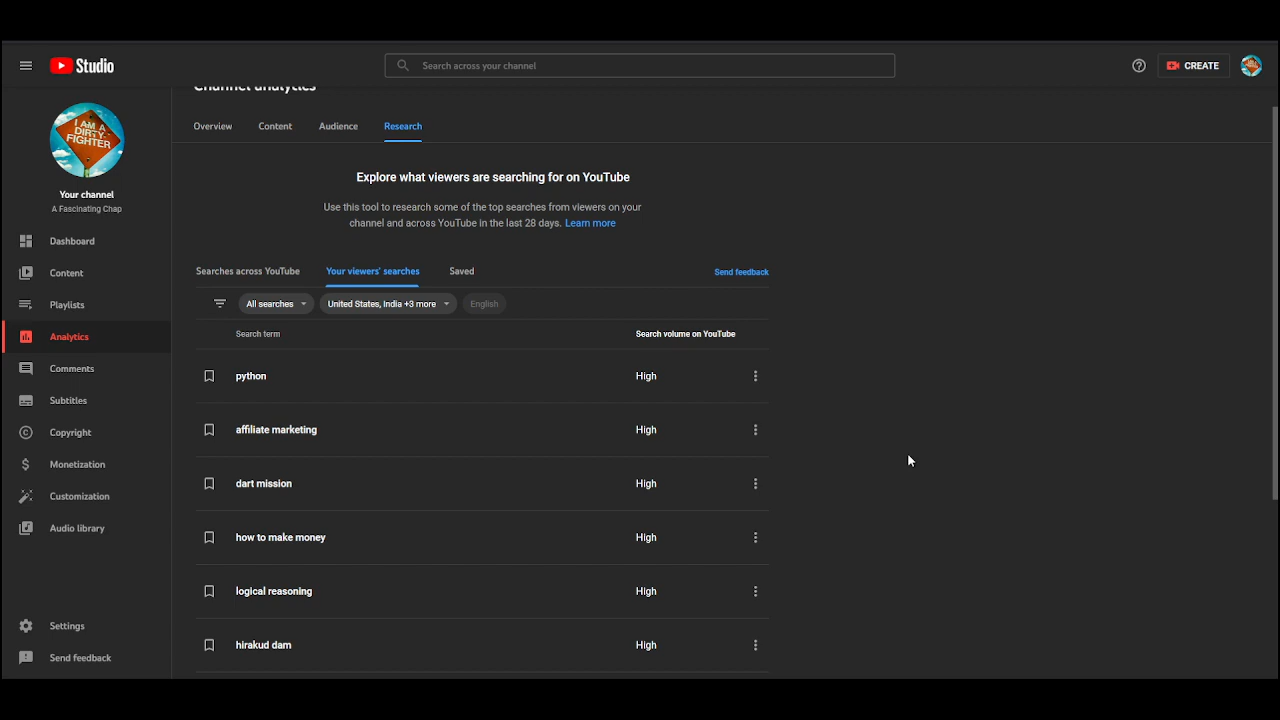 Studio
Search across your channel
CREATE
Channel analytics
I AM A
DIRTY
FIGHTER
Your channel
A Fascinating Chap
Dashboard
Content
Playlists
Analytics
Comments
Subtitles
Copyright
Monetization
Customization
Audio library
Settings
Send feedback
Overview Content Audience Research
Explore what viewers are searching for on YouTube
Use this tool to research some of the top searches from viewers on your
channel and across YouTube in the last 28 days. Learn more
Searches across YouTube Your viewers' searches Saved Send feedback
All searches United States, India +3 more English
Search term Search volume on YouTube
python High
affiliate marketing High
dart mission High
how to make money High
logical reasoning High
hirakud dam High